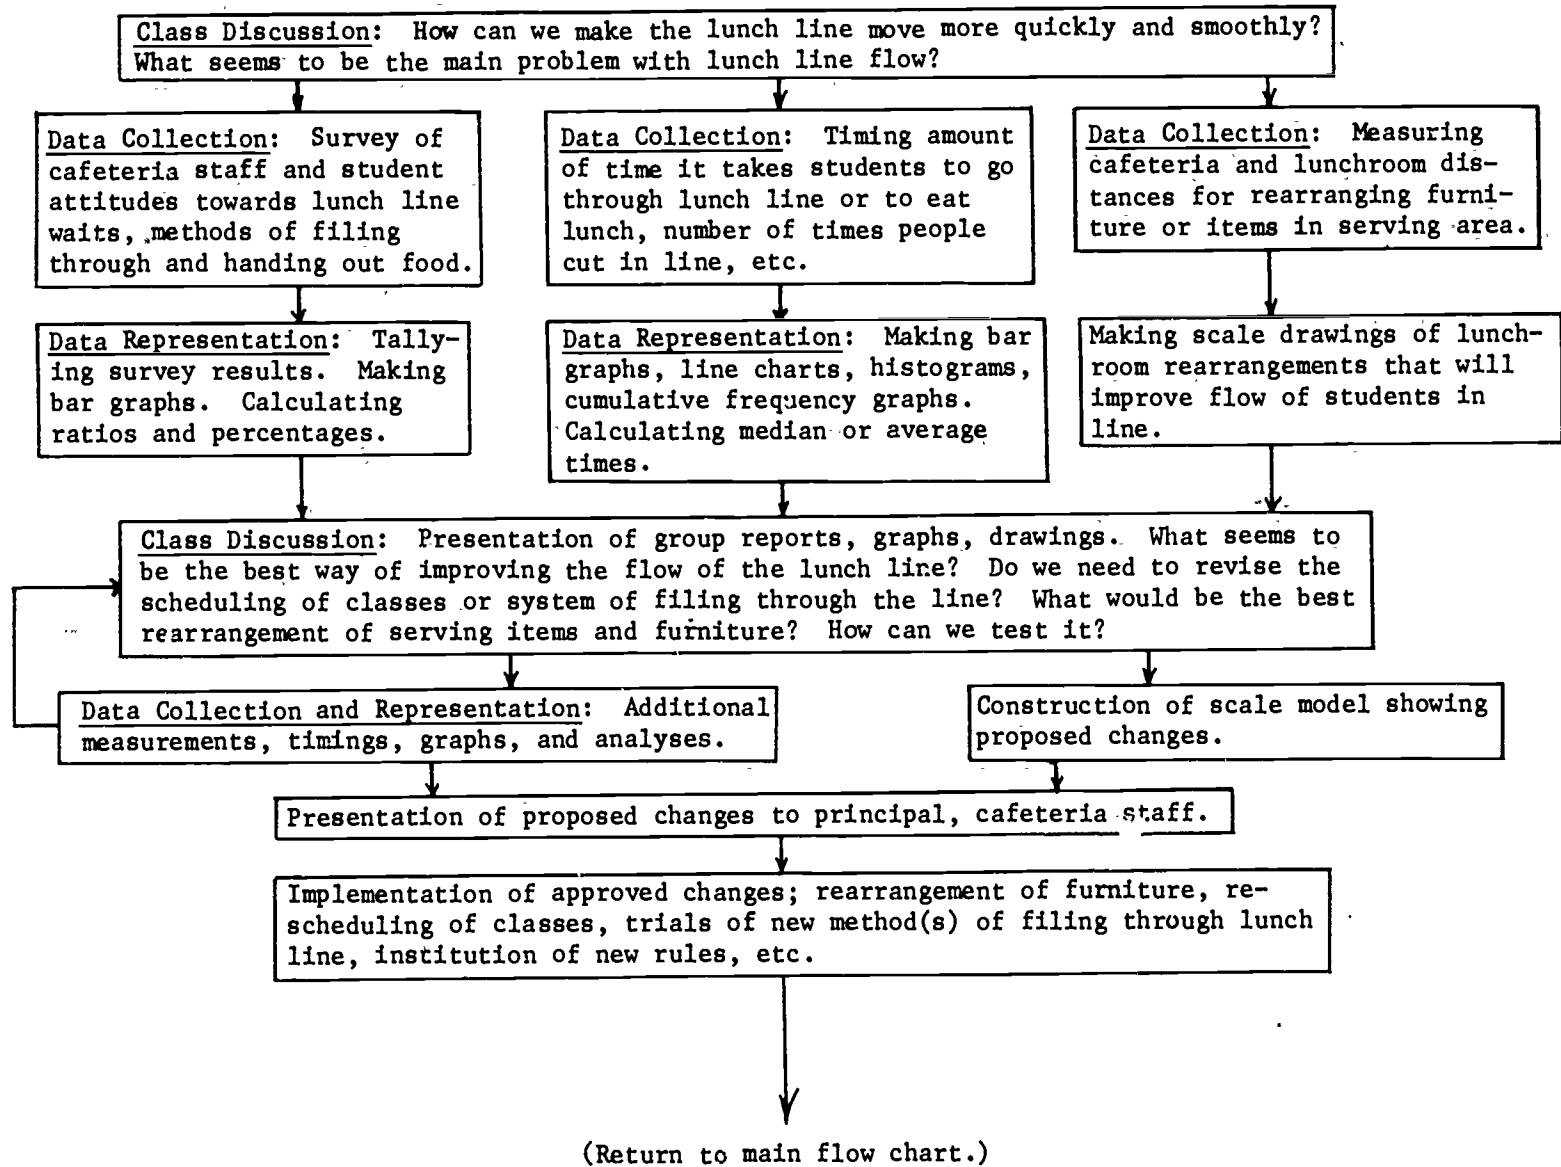 Class Discussion: How can we make the lunch line move more quickly and smoothly?
What seems to be the main problem with lunch line flow?
Data Collection: Survey of
cafeteria staff and student
attitudes towards lunch line
waits, methods of filing
through and handing out food.
Data Collection: Timing amount
of time it takes students to go
through lunch line or to eat
lunch, number of times people
cut in line, etc.
Data Collection: Measuring
cafeteria and lunchroom dis-
tances for rearranging furni-
ture or items in serving area.
Data Representation: Tally-
ing survey results. Making
bar graphs. Calculating
ratios and percentages.
Data Representation: Making bar
graphs, line charts, histograms,
cumulative frequency graphs.
Calculating median or average
times.
Making scale drawings of lunch-
room rearrangements that will
improve flow of students in
line.
Class Discussion: Presentation of group reports, graphs, drawings. What seems to
be the best way of improving the flow of the lunch line? Do we need to revise the
scheduling of classes or system of filing through the line? What would be the best
rearrangement of serving items and furniture? How can we test it?
Data Collection and Representation: Additional
measurements, timings, graphs, and analyses.
Construction of scale model showing
proposed changes.
Presentation of proposed changes to principal, cafeteria staff.
Implementation of approved changes; rearrangement of furniture, re-
scheduling of classes, trials of new method(s) of filing through lunch
line, institution of new rules, etc.
(Return to main flow chart.)